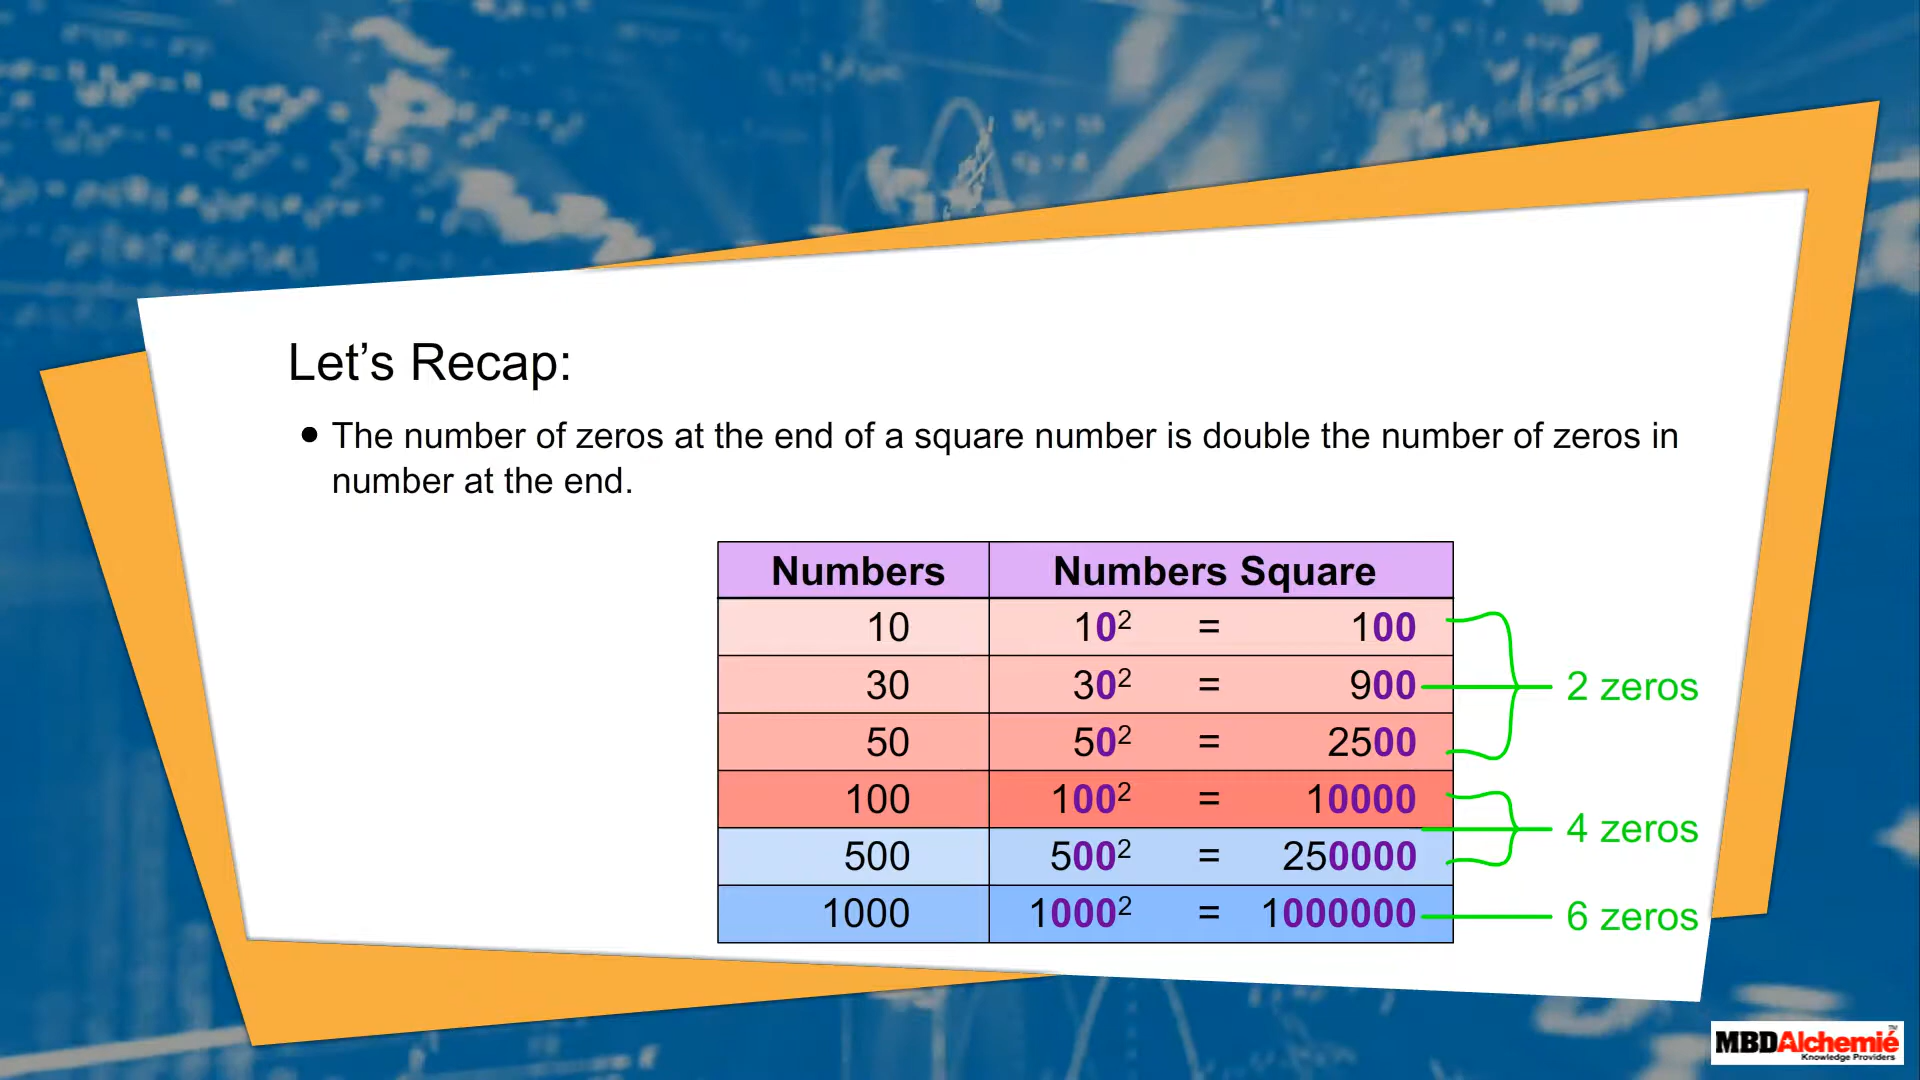 Let’s Recap:
• The number of zeros at the end of a square number is double the number of zeros in
number at the end.
Numbers Numbers Square
10 10² = 100
30 30² = 900
50 50² = 2500
100 100² = 10000
500 500² = 250000
1000 1000² = 1000000
2 zeros
4 zeros
6 zeros
MBDAlchemié™
Knowledge Providers